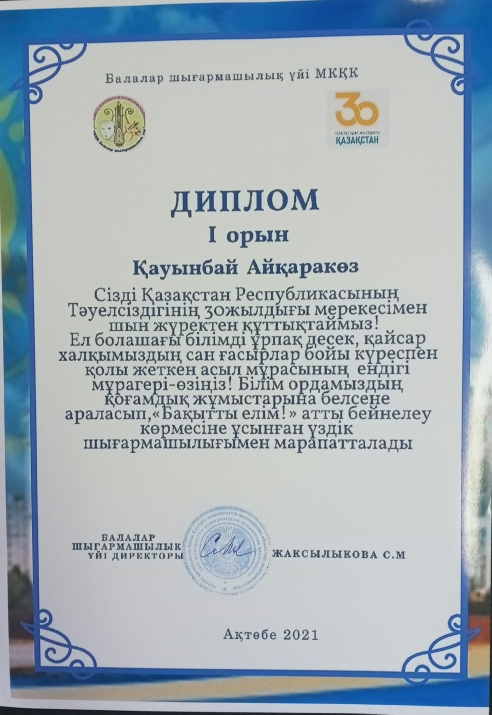 Балалар шығармашылық үйі МКҚК
30
ҚАЗАҚСТАН
ДИПЛОМ
I орын
Қауынбай Айқаракөз
Сізді Қазақстан Республикасының
Тәуелсіздігінің 30жылдығы мерекесімен
шын жүректен құттықтаймыз!
Ел болашағы білімді ұрпақ десек, қайсар
халқымыздың сан ғасырлар бойы күреспен
қолы жеткен асыл мұрасының ендігі
мұрагері-өзіңіз! Білім ордамыздың
қоғамдық жұмыстарына белсене
араласып,«Бақытты елім!» атты бейнелеу
көрмесіне ұсынған үздік
шығармашылығымен марапатталады
БАЛАЛАР
ШЫҒАРМАШЫЛЫҚ
ҮЙІ ДИРЕКТОРЫ
ЖАКСЫЛЫКОВА С.М
Ақтөбе 2021